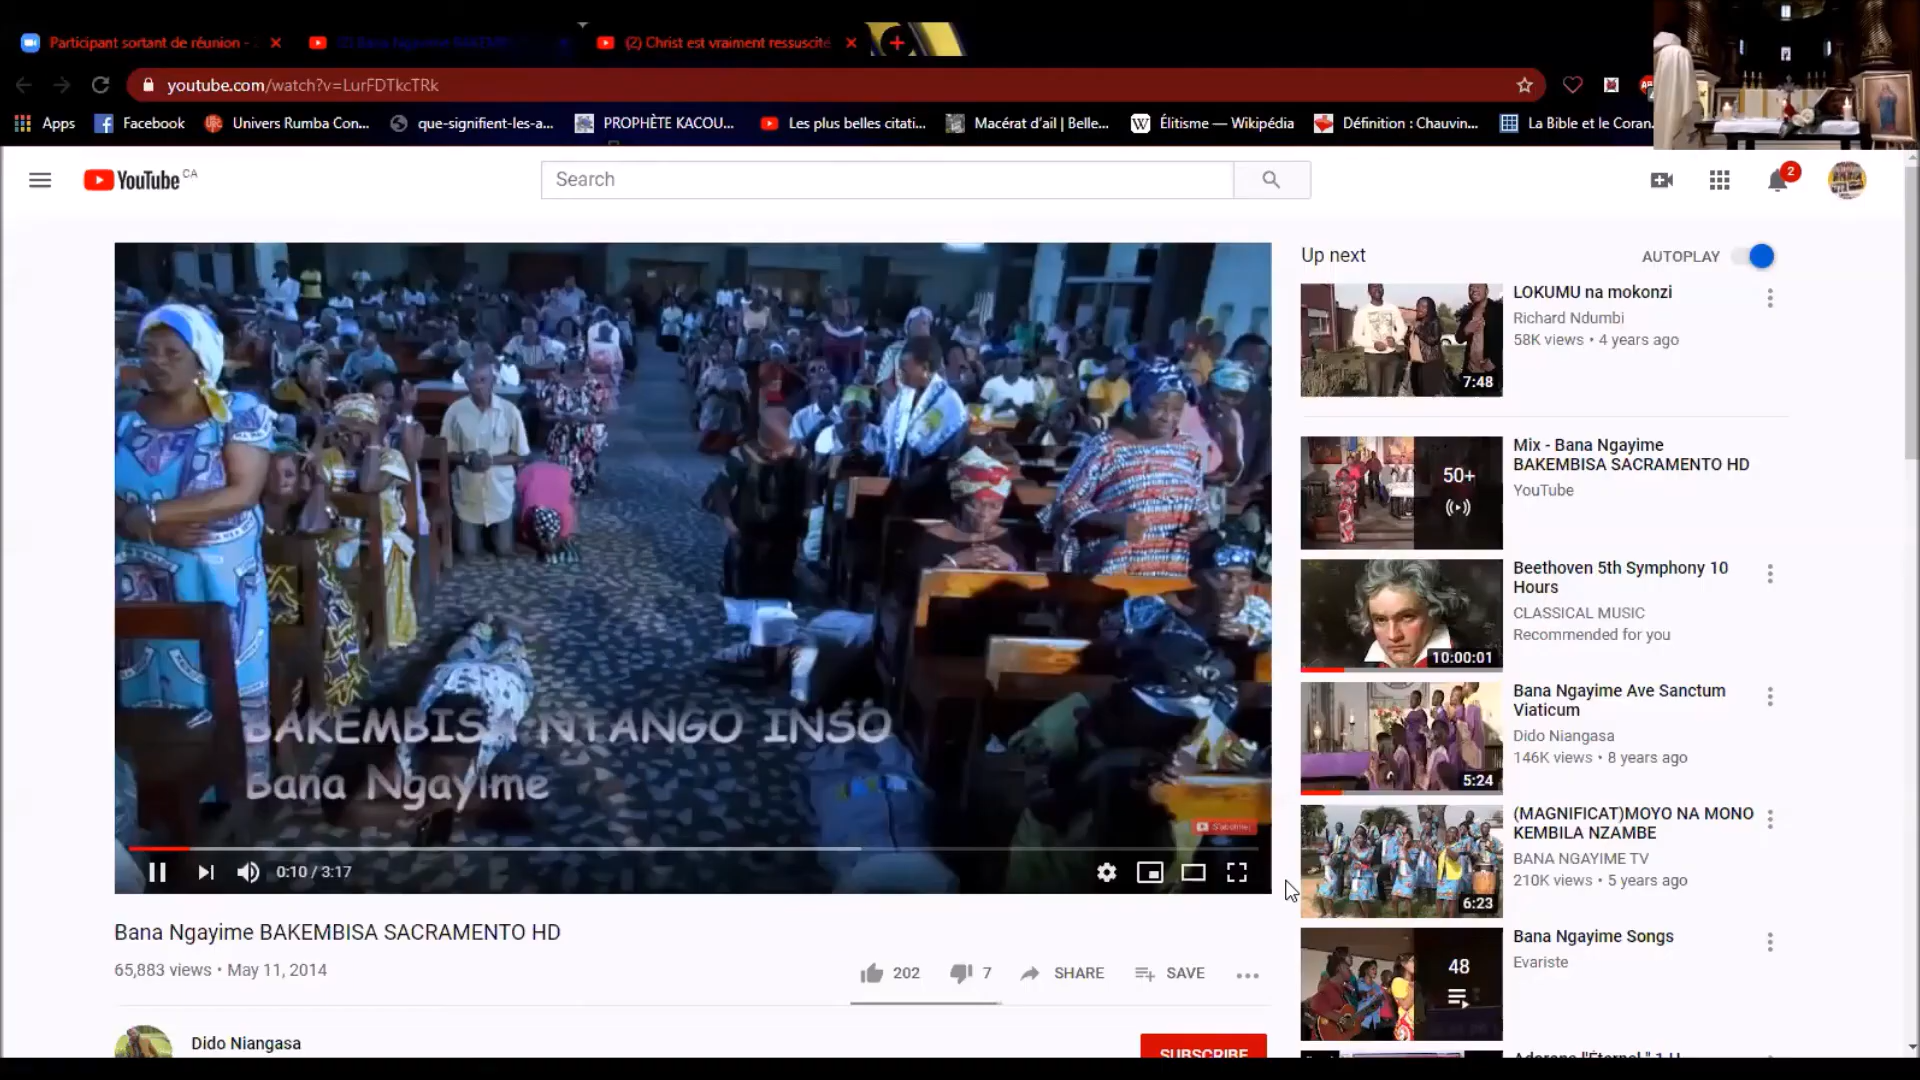 Participant sortant de réunion -
(2) Christ est vraiment ressuscité
youtube.com/watch?v=LurFDTkcTRk
Apps
Facebook
Univers Rumba Con...
que-signifient-les-a...
PROPHÈTE KACOU...
Les plus belles citati...
Macérat d'ail | Belle...
Élitisme — Wikipédia
Définition : Chauvin...
La Bible et le Coran.
YouTube CA
Search
2
BAKEMBISA NTANGO INSO
Bana Ngayime
0:10 / 3:17
Bana Ngayime BAKEMBISA SACRAMENTO HD
65,883 views • May 11, 2014
202
7
SHARE
SAVE
Dido Niangasa
SUBSCRIBE
Up next
AUTOPLAY
LOKUMU na mokonzi
Richard Ndumbi
58K views • 4 years ago
7:48
Mix - Bana Ngayime
BAKEMBISA SACRAMENTO HD
YouTube
50+
Beethoven 5th Symphony 10
Hours
CLASSICAL MUSIC
Recommended for you
10:00:01
Bana Ngayime Ave Sanctum
Viaticum
Dido Niangasa
146K views • 8 years ago
5:24
(MAGNIFICAT)MOYO NA MONO
KEMBILA NZAMBE
BANA NGAYIME TV
210K views • 5 years ago
6:23
Bana Ngayime Songs
Evariste
48